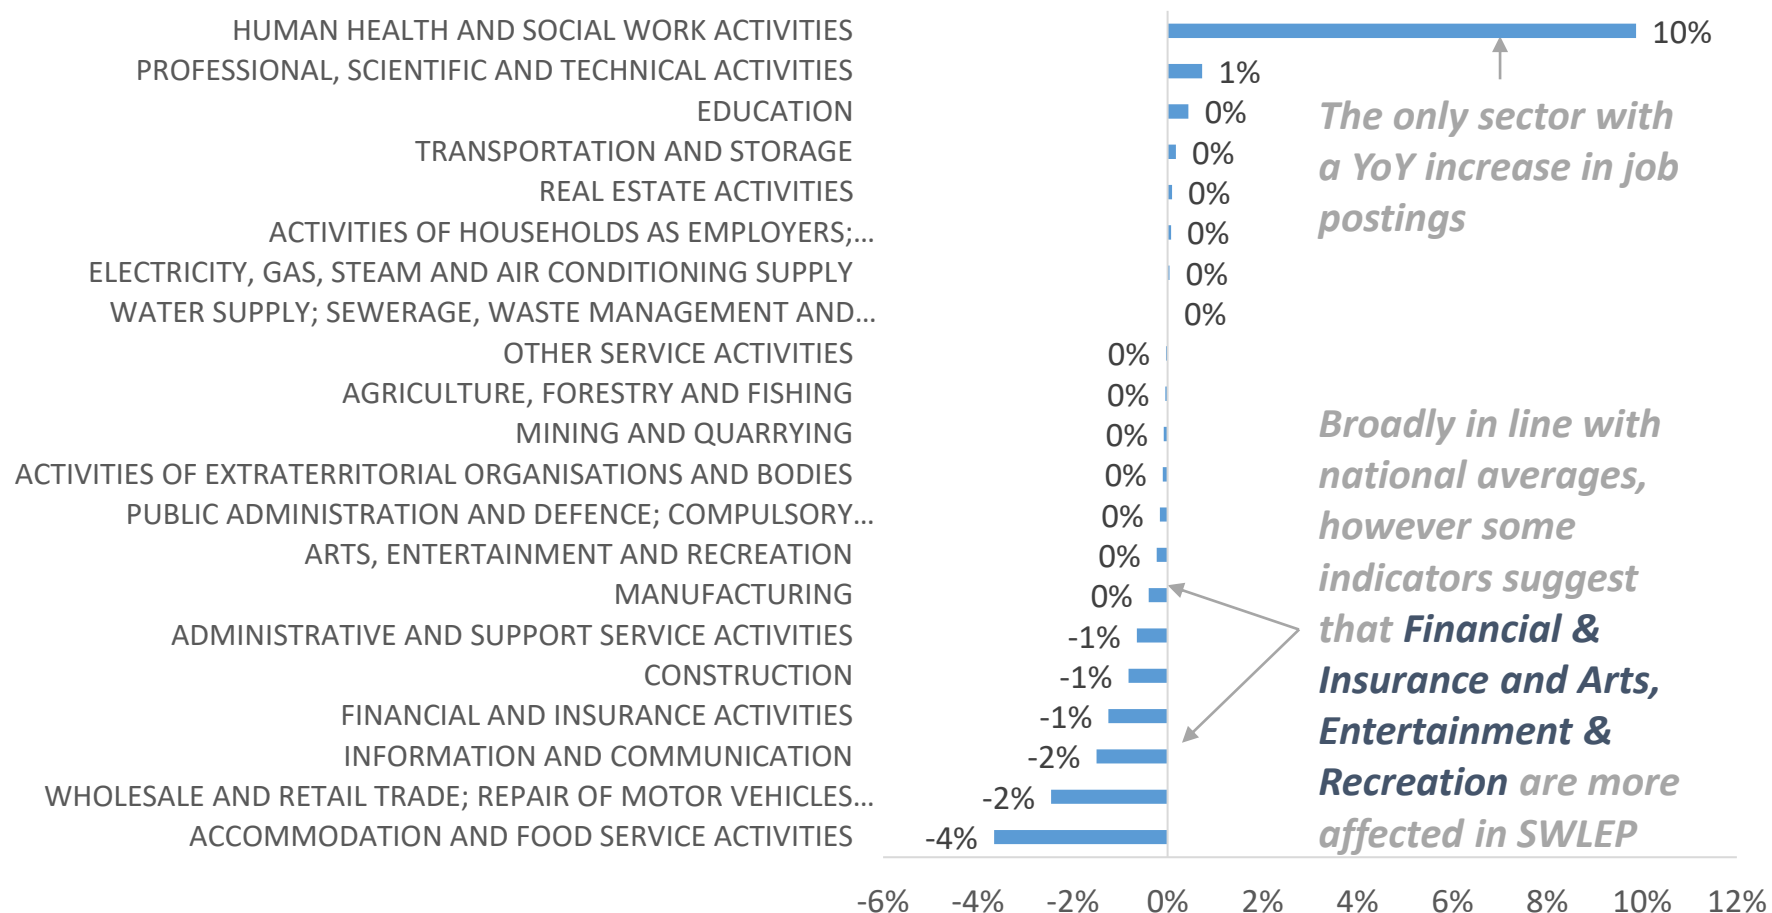 HUMAN HEALTH AND SOCIAL WORK ACTIVITIES 10%
PROFESSIONAL, SCIENTIFIC AND TECHNICAL ACTIVITIES 1%
EDUCATION 0%
TRANSPORTATION AND STORAGE 0%
REAL ESTATE ACTIVITIES 0%
ACTIVITIES OF HOUSEHOLDS AS EMPLOYERS;... 0%
ELECTRICITY, GAS, STEAM AND AIR CONDITIONING SUPPLY 0%
WATER SUPPLY; SEWERAGE, WASTE MANAGEMENT AND... 0%
OTHER SERVICE ACTIVITIES 0%
AGRICULTURE, FORESTRY AND FISHING 0%
MINING AND QUARRYING 0%
ACTIVITIES OF EXTRATERRITORIAL ORGANISATIONS AND BODIES 0%
PUBLIC ADMINISTRATION AND DEFENCE; COMPULSORY... 0%
ARTS, ENTERTAINMENT AND RECREATION 0%
MANUFACTURING 0%
ADMINISTRATIVE AND SUPPORT SERVICE ACTIVITIES -1%
CONSTRUCTION -1%
FINANCIAL AND INSURANCE ACTIVITIES -1%
INFORMATION AND COMMUNICATION -2%
WHOLESALE AND RETAIL TRADE; REPAIR OF MOTOR VEHICLES... -2%
ACCOMMODATION AND FOOD SERVICE ACTIVITIES -4%
The only sector with
a YoY increase in job
postings
Broadly in line with
national averages,
however some
indicators suggest
that Financial &
Insurance and Arts,
Entertainment &
Recreation are more
affected in SWLEP
-6% -4% -2% 0% 2% 4% 6% 8% 10% 12%